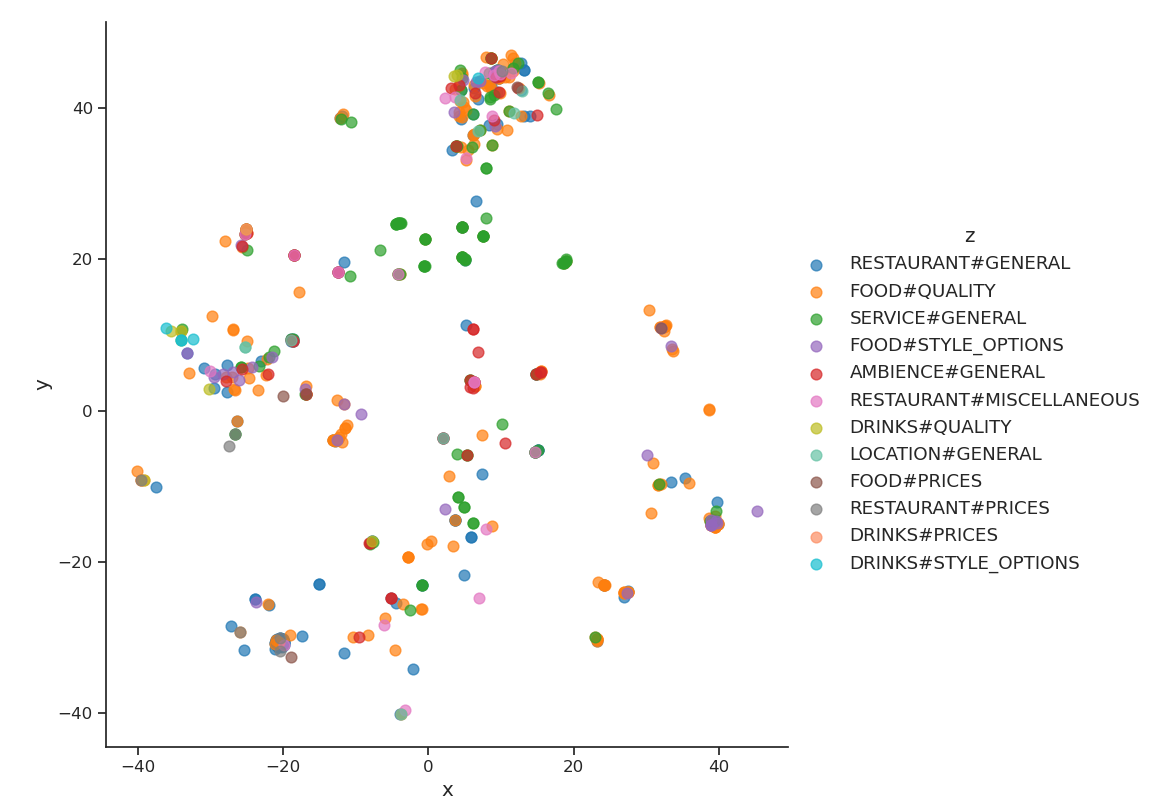 40
20
0
−20
−40
y
−40
−20
0
20
40
x
z
RESTAURANT#GENERAL
FOOD#QUALITY
SERVICE#GENERAL
FOOD#STYLE_OPTIONS
AMBIENCE#GENERAL
RESTAURANT#MISCELLANEOUS
DRINKS#QUALITY
LOCATION#GENERAL
FOOD#PRICES
RESTAURANT#PRICES
DRINKS#PRICES
DRINKS#STYLE_OPTIONS